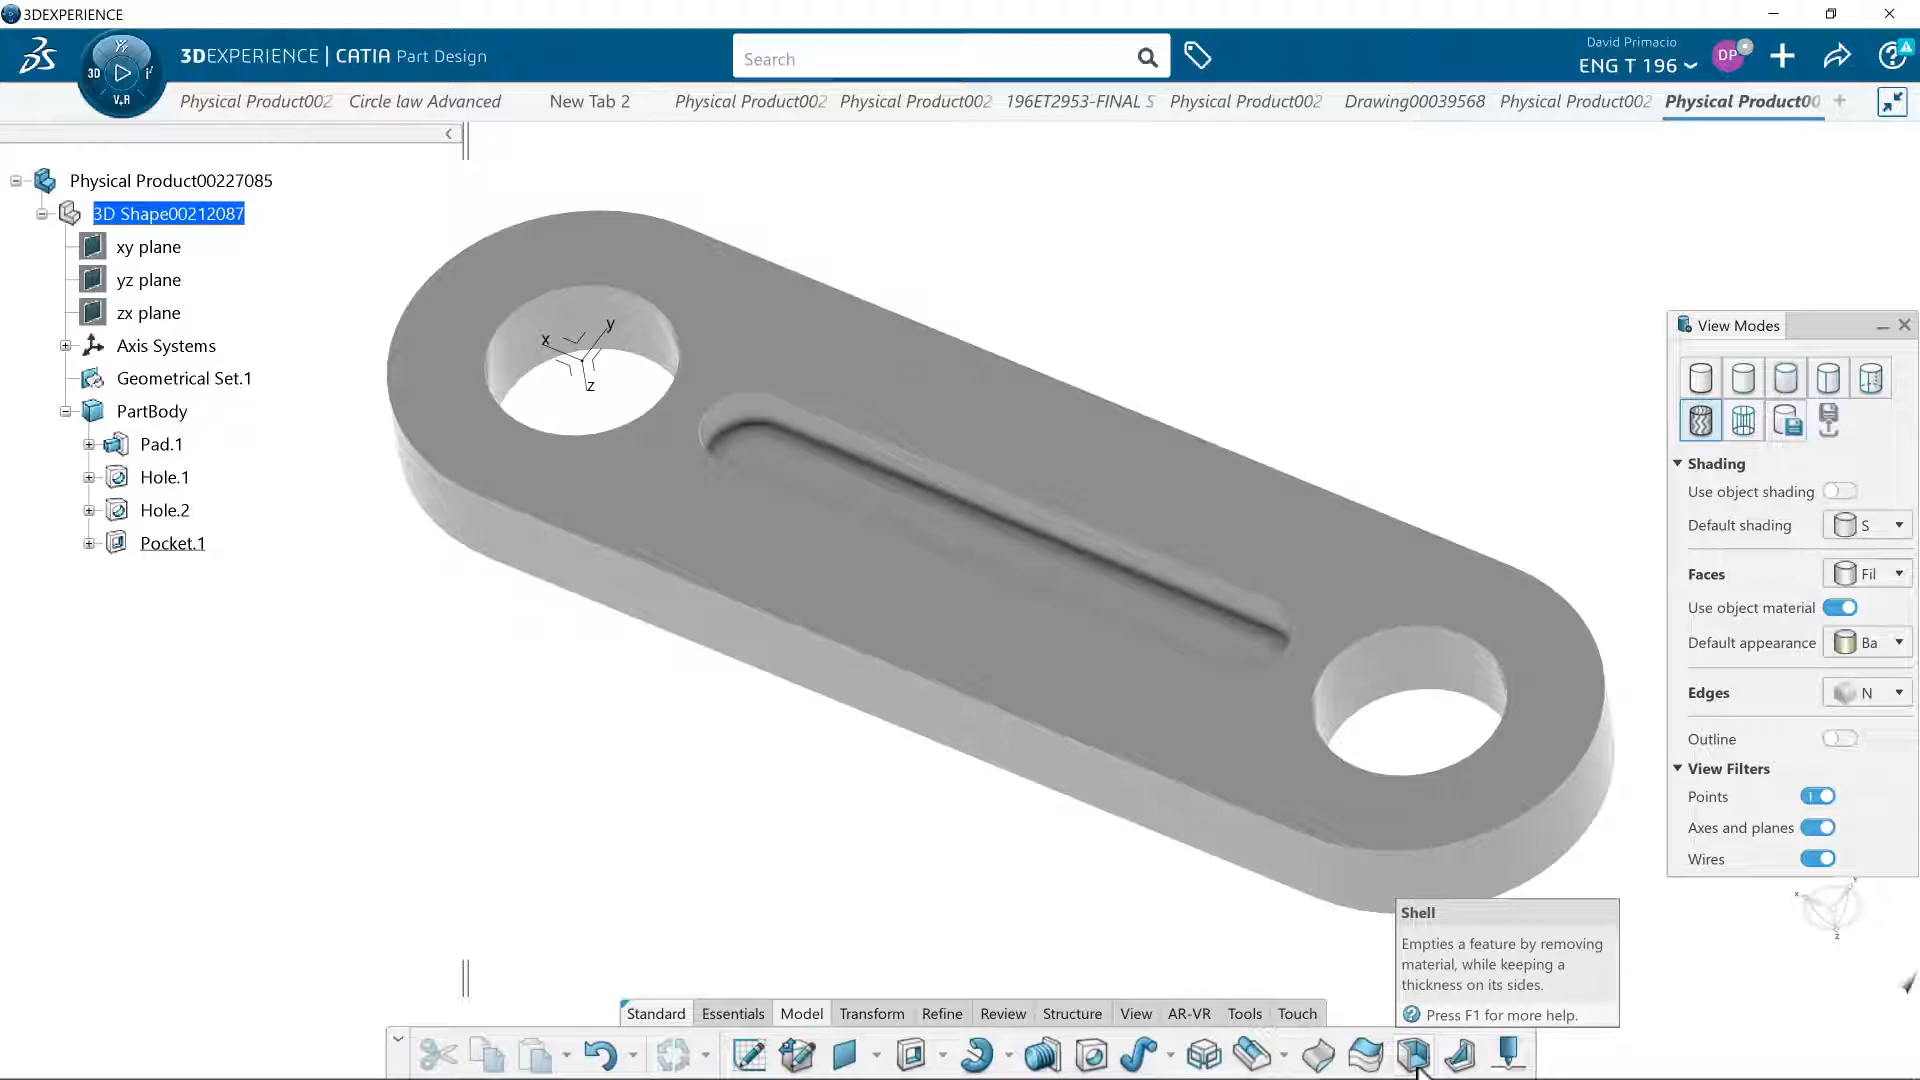 3DEXPERIENCE
3DEXPERIENCE | CATIA Part Design
3D
V.R
Search
David Primacio
ENG T 196
DP
Physical Product002
Circle law Advanced
New Tab 2
Physical Product002
Physical Product002
196ET2953-FINAL S
Physical Product002
Drawing00039568
Physical Product002
Physical Product00
Physical Product00227085
3D Shape00212087
xy plane
yz plane
zx plane
Axis Systems
Geometrical Set.1
PartBody
Pad.1
Hole.1
Hole.2
Pocket.1
x
y
z
View Modes
Shading
Use object shading
Default shading
S
Faces
Fil
Use object material
Default appearance
Ba
Edges
N
Outline
View Filters
Points
Axes and planes
Wires
Shell
Empties a feature by removing
material, while keeping a
thickness on its sides.
Press F1 for more help.
Standard
Essentials
Model
Transform
Refine
Review
Structure
View
AR-VR
Tools
Touch